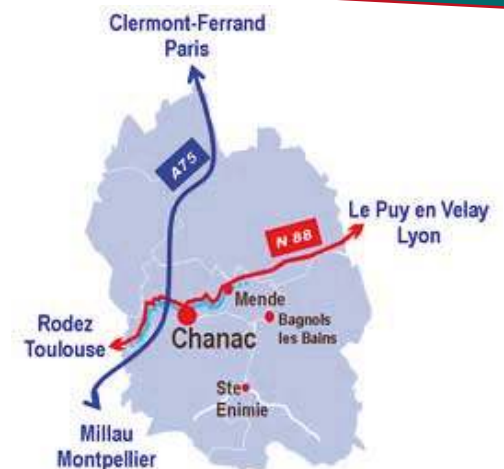 Clermont-Ferrand
Paris
A75
Le Puy en Velay
Lyon
N 88
Mende
Bagnols
les Bains
Chanac
Rodez
Toulouse
Ste
Enimie
Millau
Montpellier